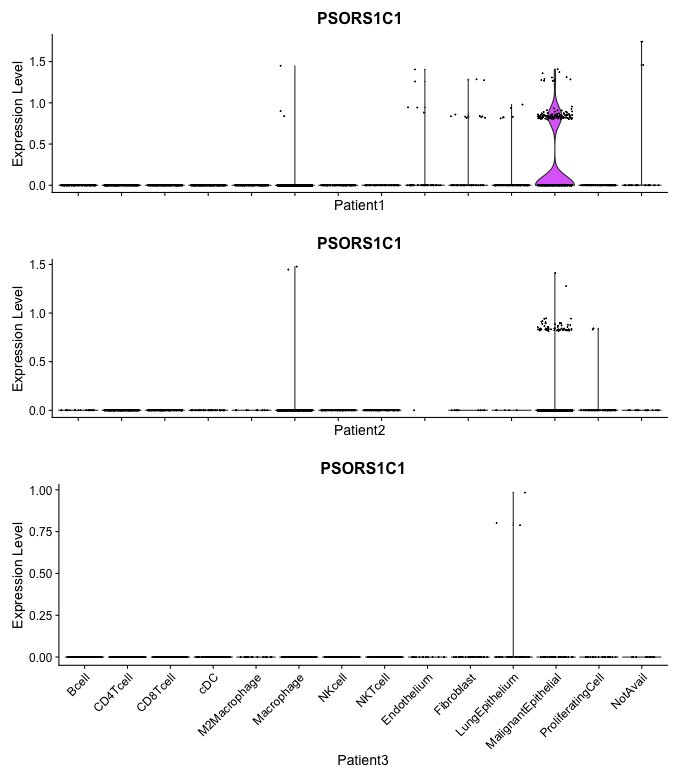 PSORS1C1
Expression Level
1.5
1.0
0.5
0.0
Patient1
PSORS1C1
Expression Level
1.5
1.0
0.5
0.0
Patient2
PSORS1C1
Expression Level
1.00
0.75
0.50
0.25
0.00
Bcell
CD4Tcell
CD8Tcell
cDC
M2Macrophage
Macrophage
NKcell
NKTcell
Endothelium
Fibroblast
LungEpithelium
MalignantEpithelial
ProliferatingCell
NotAvail
Patient3